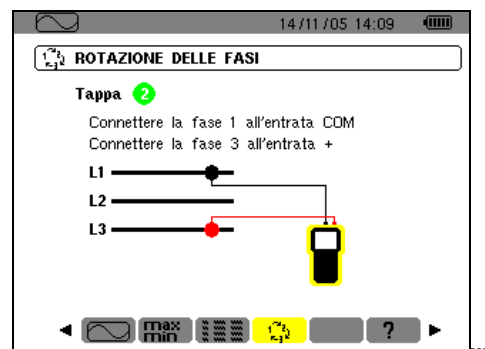 14/11/05 14:09
ROTAZIONE DELLE FASI
Tappa 2
Connettere la fase 1 all'entrata COM
Connettere la fase 3 all'entrata +
L1
L2
L3
max
min
?